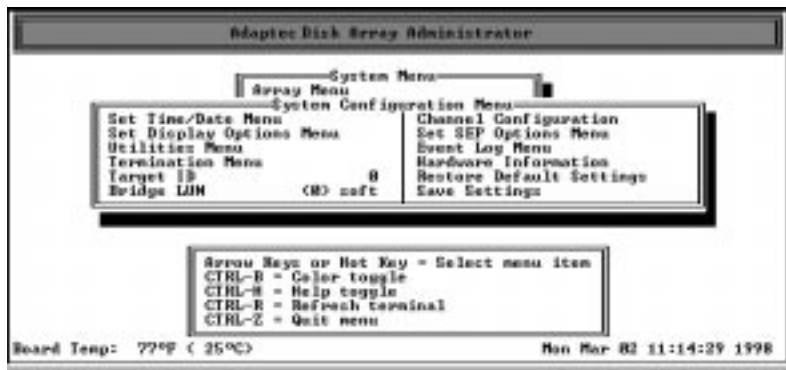 Adaptec Disk Array Administrator
System Menu
Array Menu
System Configuration Menu
Set Time/Date Menu
Set Display Options Menu
Utilities Menu
Termination Menu
Target ID 0
Bridge LUN (0) soft
Channel Configuration
Set SEP Options Menu
Event Log Menu
Hardware Information
Restore Default Settings
Save Settings
Arrow Keys or Hot Key = Select menu item
CTRL-B = Color toggle
CTRL-H = Help toggle
CTRL-R = Refresh terminal
CTRL-Z = Quit menu
Board Temp: 77°F ( 25°C) Mon Mar 02 11:14:29 1998